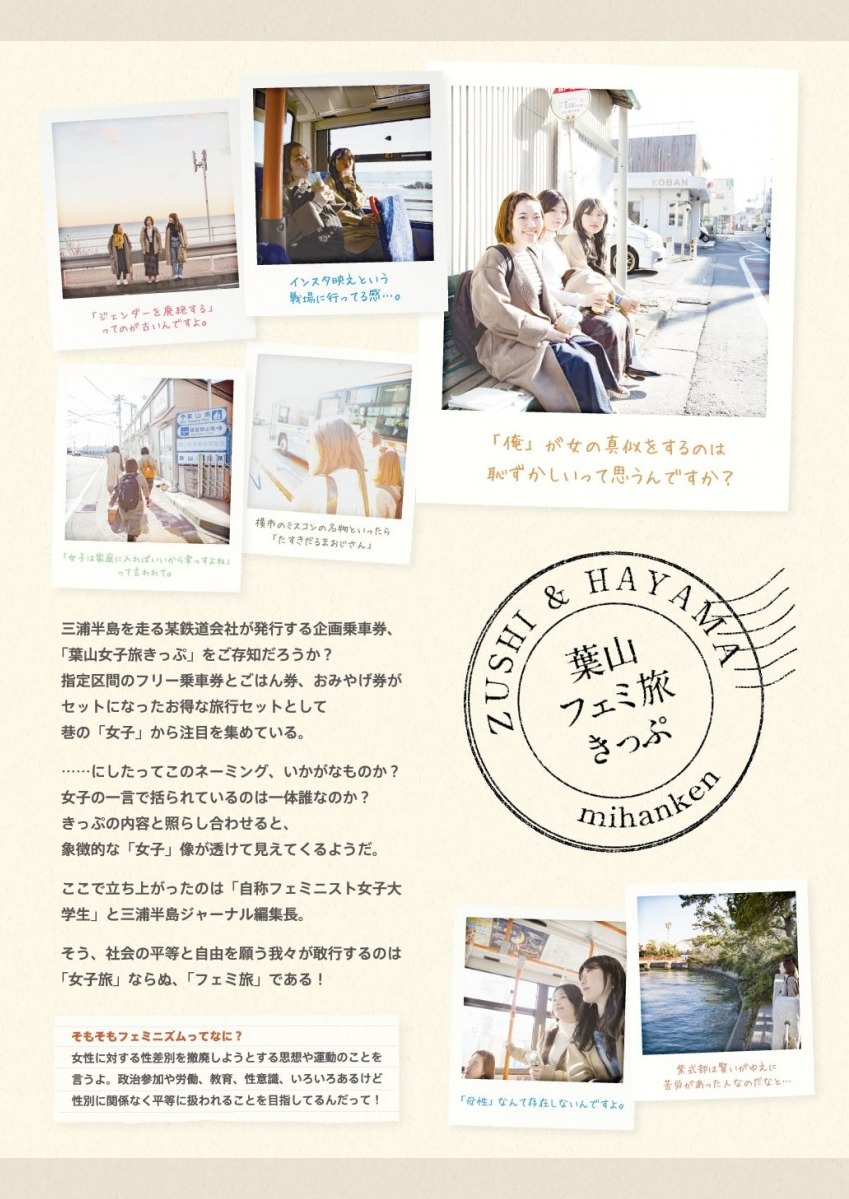 「ジェンダーを廃絶する」
ってのが古いんですよ。
インスタ映えという
戦場に行ってる感…。
KOBAN
「俺」が女の真似をするのは
恥ずかしいって思うんですか？
「女子は家庭に入ればいいから楽っすよね」
って言われて。
横市のミスコンの名物といったら
「たすきだるまおじさん」
三浦半島を走る某鉄道会社が発行する企画乗車券、
「葉山女子旅きっぷ」をご存知だろうか？
指定区間のフリー乗車券とごはん券、おみやげ券が
セットになったお得な旅行セットとして
巷の「女子」から注目を集めている。
……にしたってこのネーミング、いかがなものか？
女子の一言で括られているのは一体誰なのか？
きっぷの内容と照らし合わせると、
象徴的な「女子」像が透けて見えてくるようだ。
ここで立ち上がったのは「自称フェミニスト女子大
学生」と三浦半島ジャーナル編集長。
そう、社会の平等と自由を願う我々が敢行するのは
「女子旅」ならぬ、「フェミ旅」である！
ZUSHI & HAYAMA
葉山
フェミ旅
きっぷ
mihanken
そもそもフェミニズムってなに？
女性に対する性差別を撤廃しようとする思想や運動のことを
言うよ。政治参加や労働、教育、性意識、いろいろあるけど
性別に関係なく平等に扱われることを目指してるんだって！
「母性」なんて存在しないんですよ。
紫式部は賢いがゆえに
苦労があった人なのだなと…